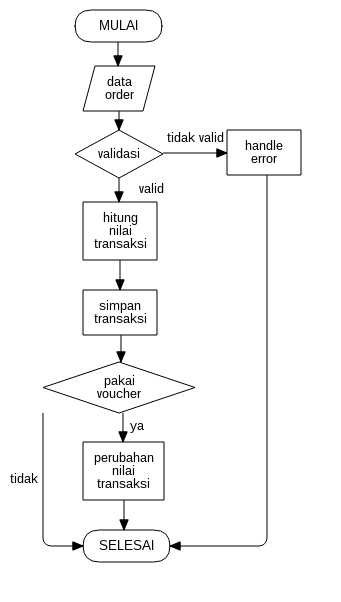 MULAI
data
order
validasi
tidak valid
handle
error
valid
hitung
nilai
transaksi
simpan
transaksi
pakai
voucher
ya
tidak
perubahan
nilai
transaksi
SELESAI